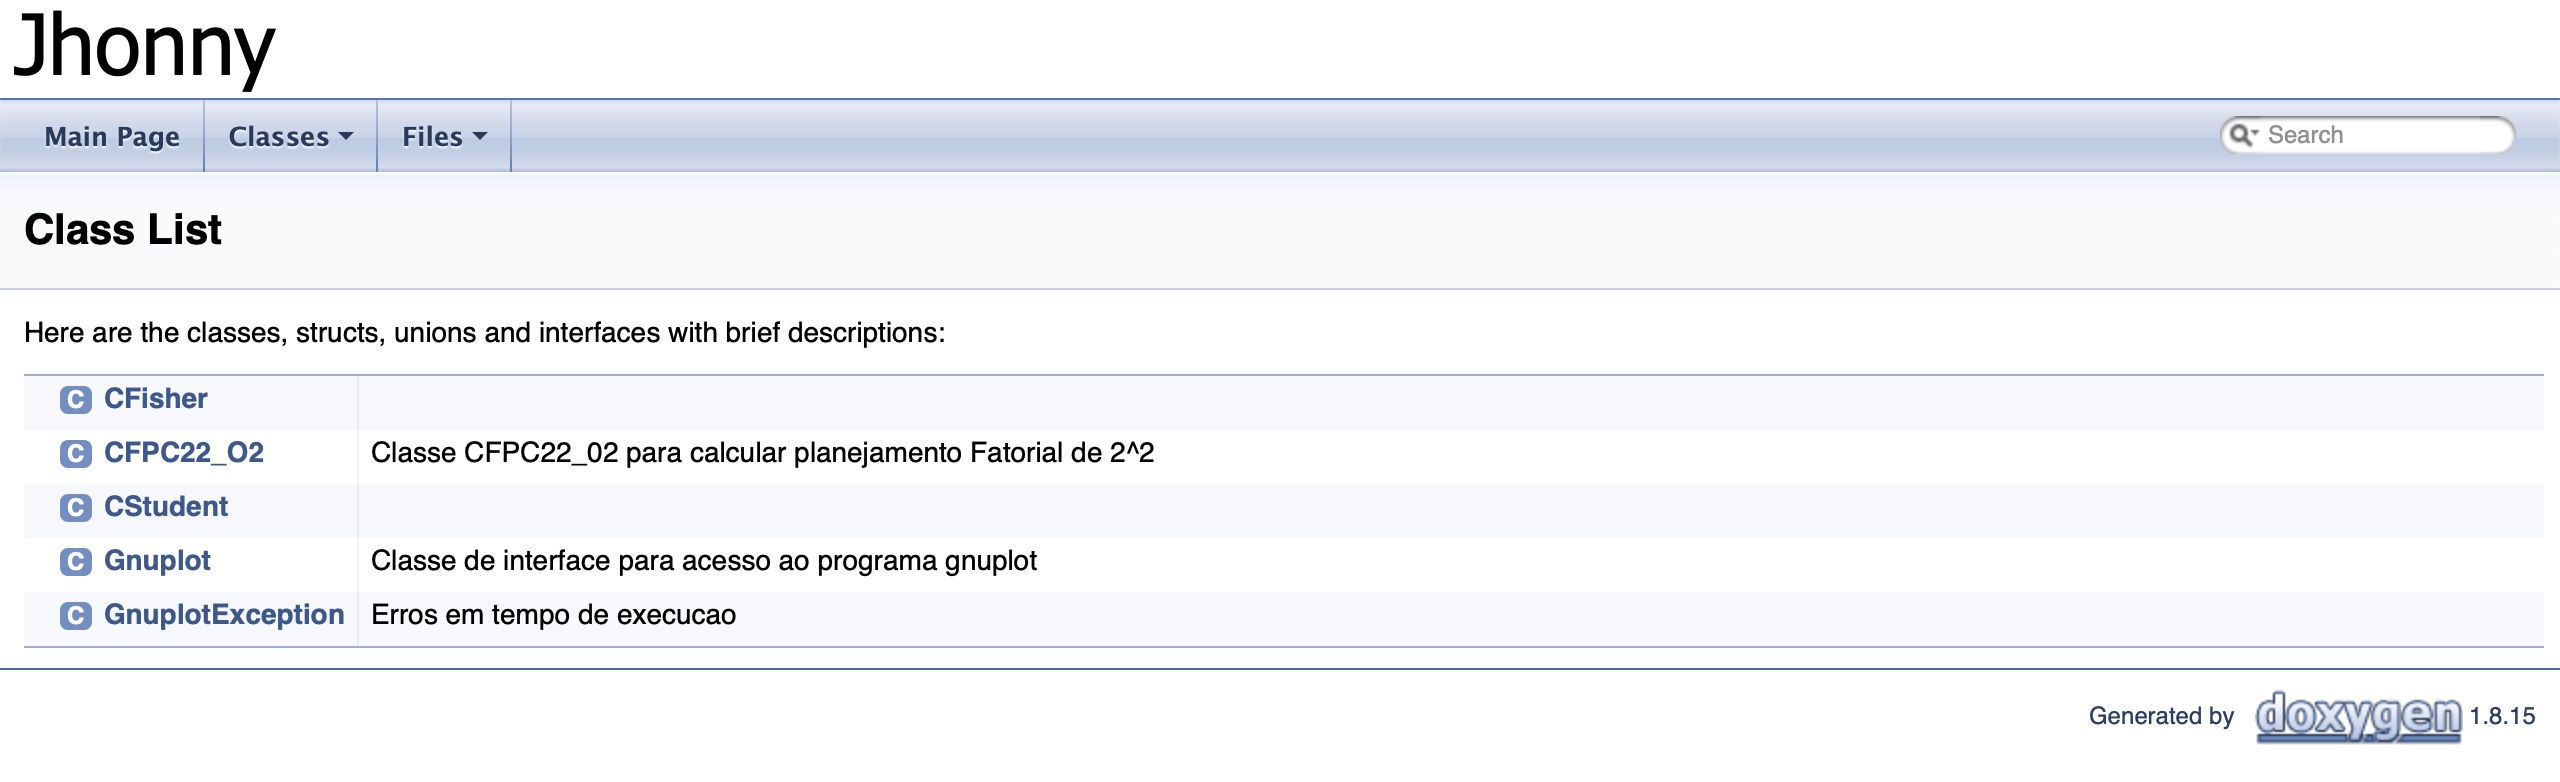 Jhonny
Main Page Classes Files Search
Class List
Here are the classes, structs, unions and interfaces with brief descriptions:
C CFisher
C CFPC22_O2 Classe CFPC22_02 para calcular planejamento Fatorial de 2^2
C CStudent
C Gnuplot Classe de interface para acesso ao programa gnuplot
C GnuplotException Erros em tempo de execucao
Generated by doxygen 1.8.15